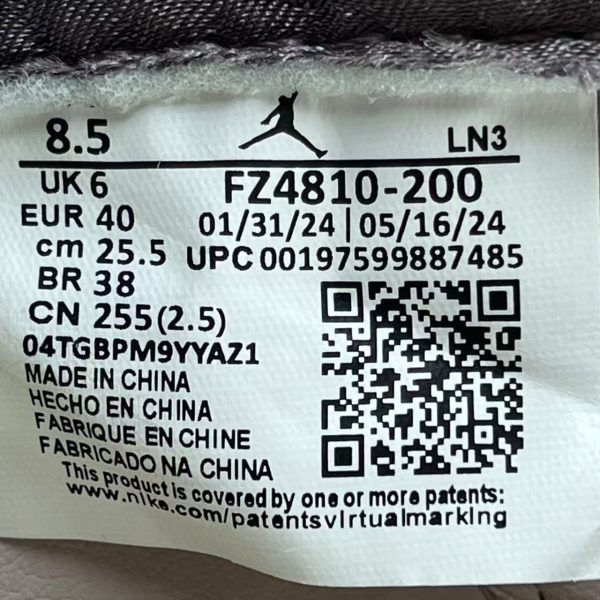 8.5
LN3
UK 6
FZ4810-200
EUR 40
01/31/24 | 05/16/24
cm 25.5
UPC 00197599887485
BR 38
CN 255(2.5)
04TGBPM9YYAZ1
MADE IN CHINA
HECHO EN CHINA
FABRIQUE EN CHINE
FABRICADO NA CHINA
This product is covered by one or more patents:
www.nike.com/patentsvirtualmarking